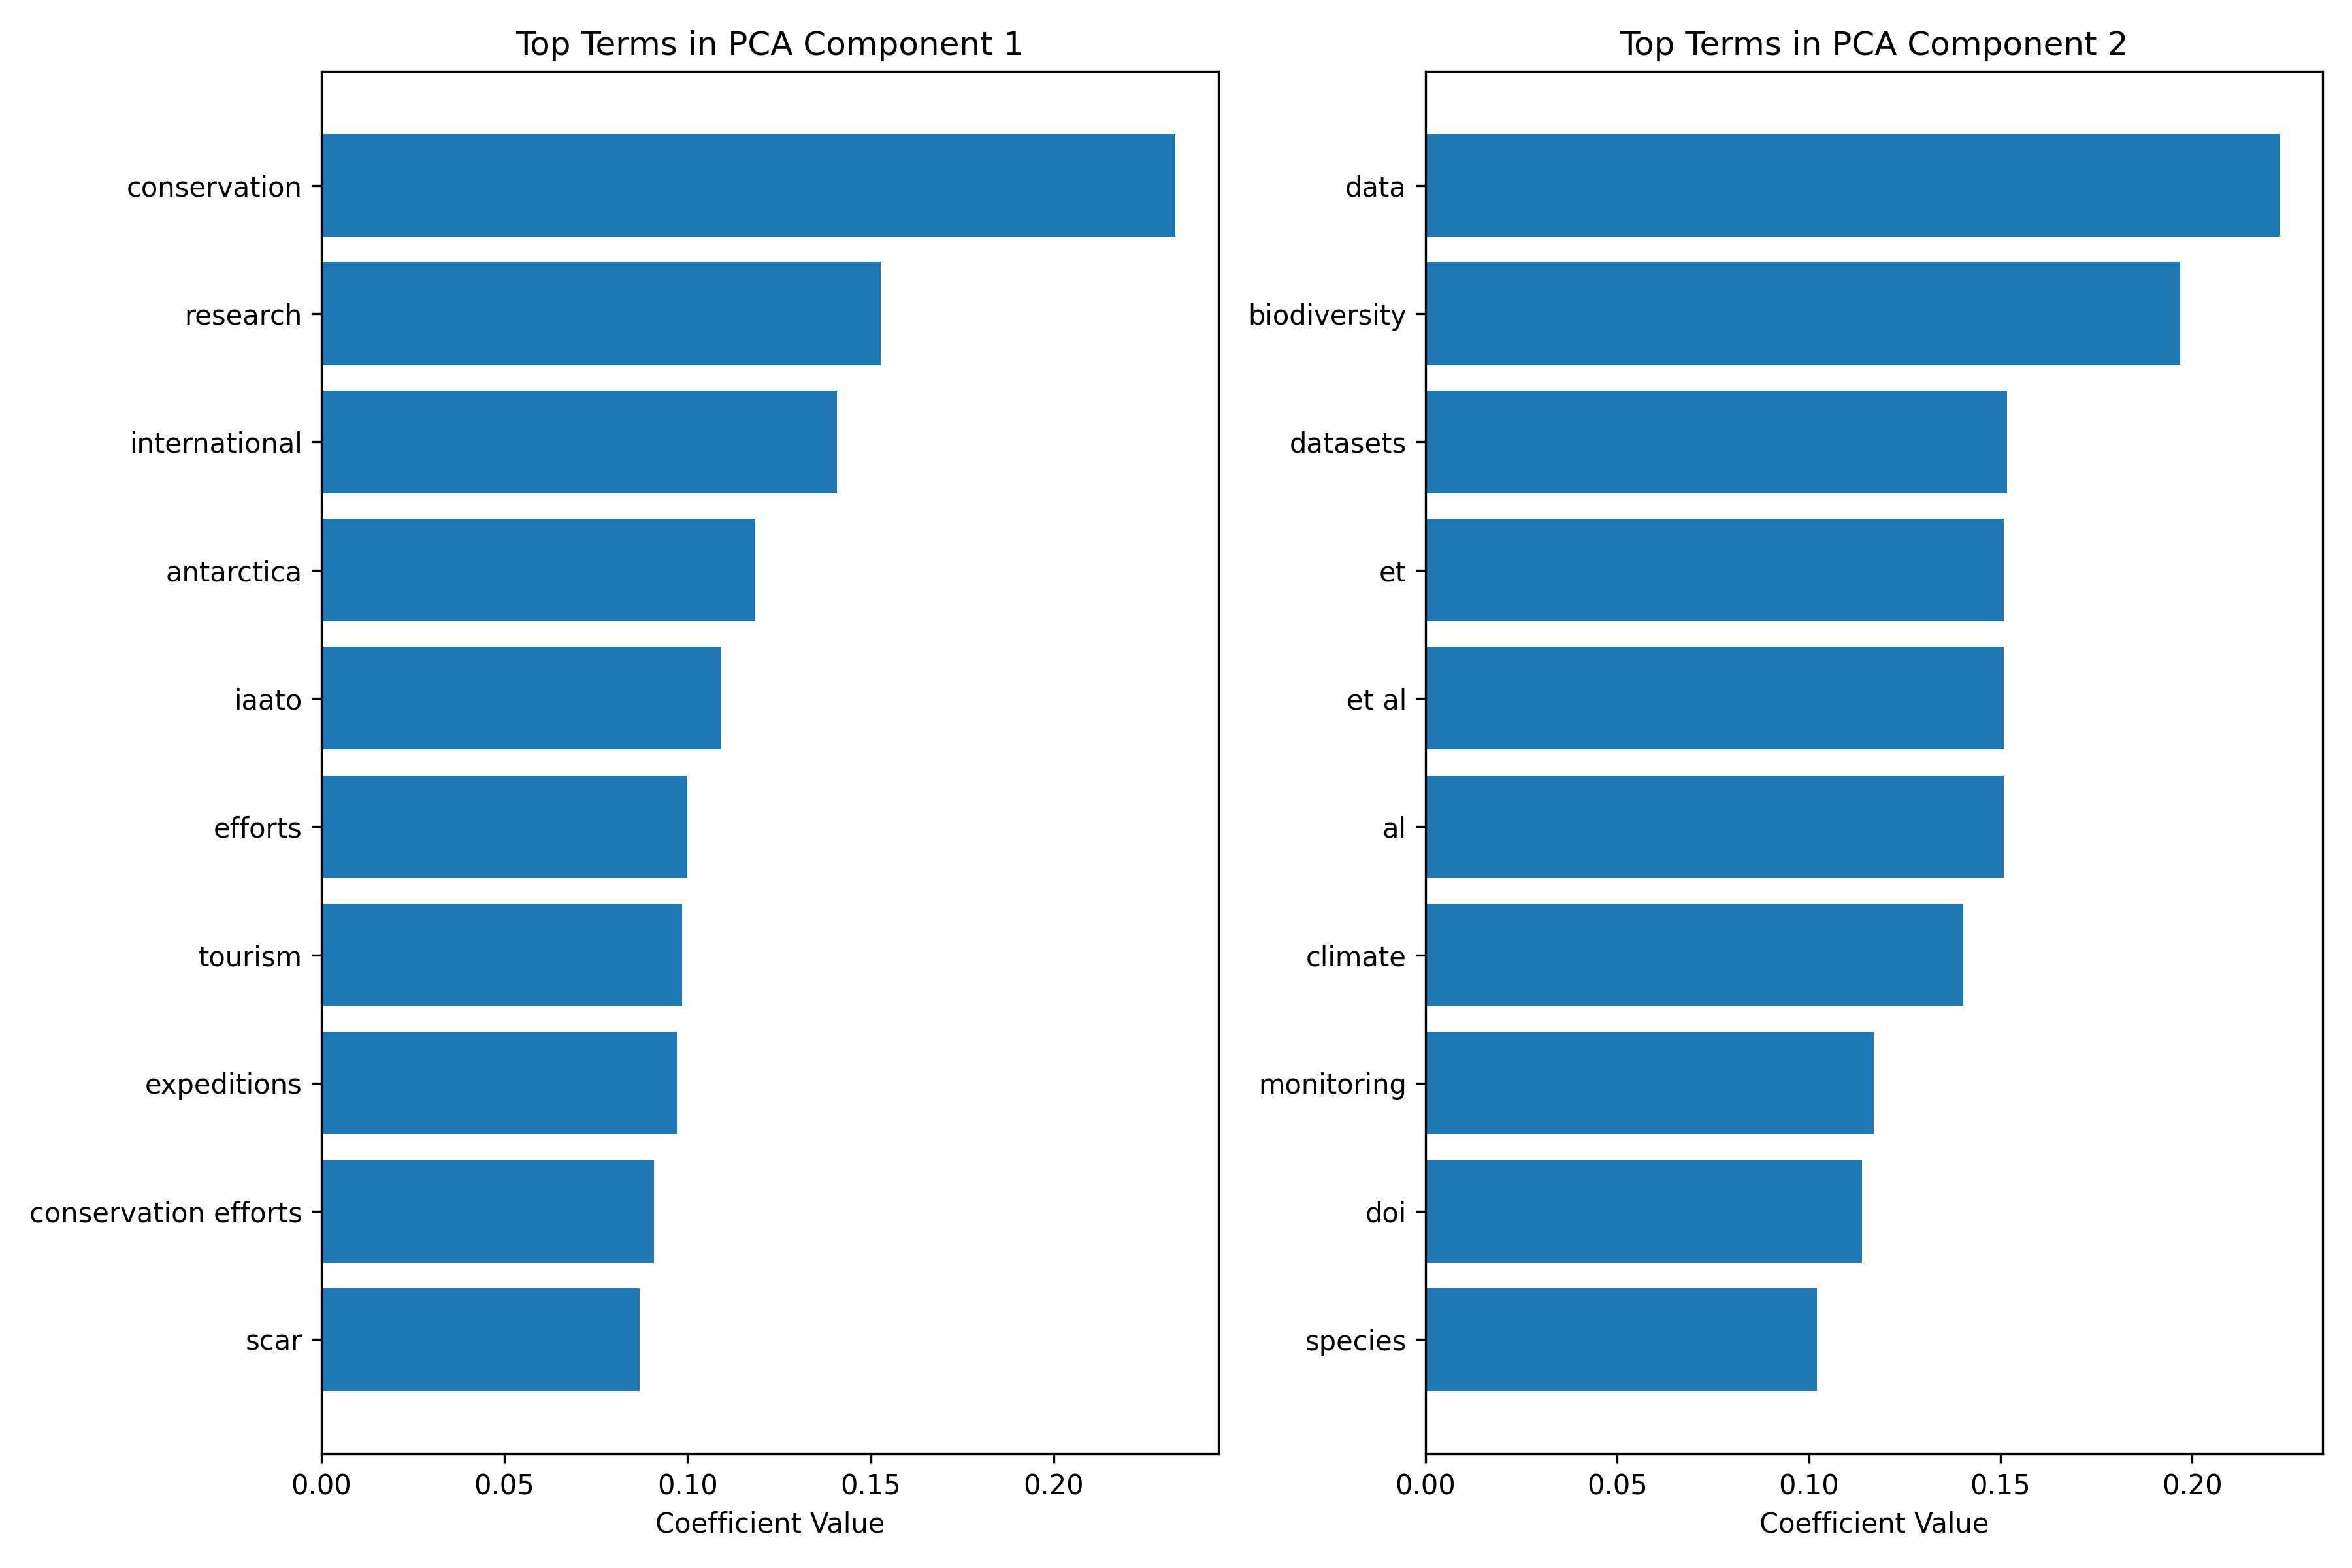 Top Terms in PCA Component 1
conservation
research
international
antarctica
iaato
efforts
tourism
expeditions
conservation efforts
scar
0.00 0.05 0.10 0.15 0.20
Coefficient Value
Top Terms in PCA Component 2
data
biodiversity
datasets
et
et al
al
climate
monitoring
doi
species
0.00 0.05 0.10 0.15 0.20
Coefficient Value